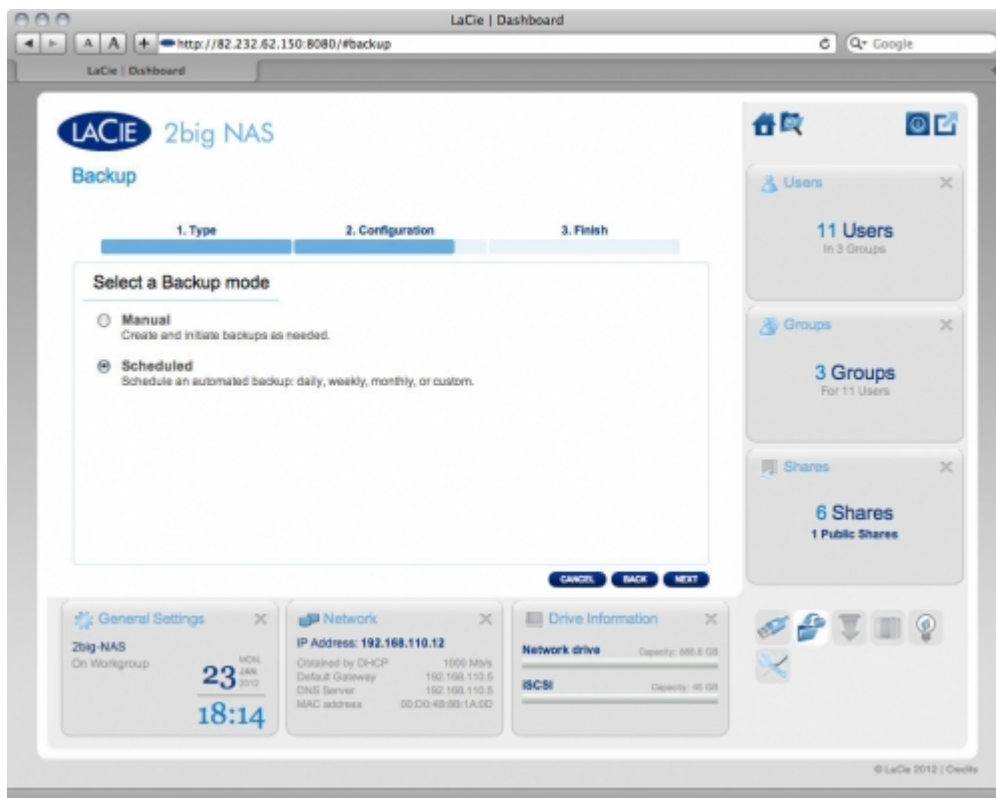 LaCie | Dashboard
A A + http://82.232.62.150:8080/#backup
Google
LaCie | Dashboard
LACIE 2big NAS
Backup
1. Type 2. Configuration 3. Finish
Select a Backup mode
Manual
Create and initiate backups as needed.
Scheduled
Schedule an automated backup: daily, weekly, monthly, or custom.
CANCEL BACK NEXT
Users
11 Users
In 3 Groups
Groups
3 Groups
For 11 Users
Shares
6 Shares
1 Public Shares
General Settings
2big-NAS
On Workgroup
23 MON. JAN. 2012
18:14
Network
IP Address: 192.168.110.12
Obtained by DHCP 1000 Mb/s
Default Gateway 192.168.110.5
DNS Server 192.168.110.5
MAC address 00:D0:4B:8B:1A:0D
Drive Information
Network drive Capacity: 886.8 GB
iSCSI Capacity: 40 GB
© LaCie 2012 | Credits